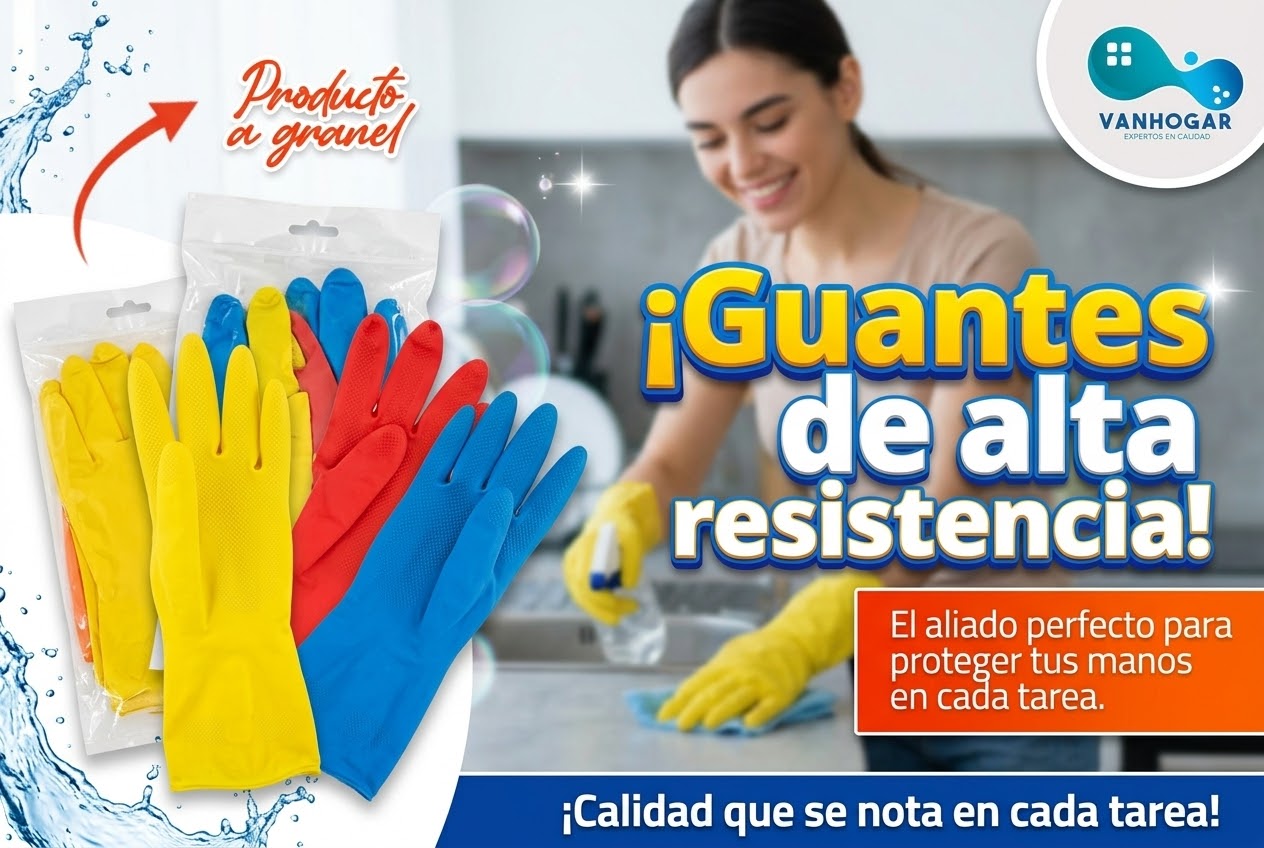 Producto
a granel
VANHOGAR
EXPERTOS EN CALIDAD
¡Guantes
de alta
resistencia!
El aliado perfecto para
proteger tus manos
en cada tarea.
¡Calidad que se nota en cada tarea!